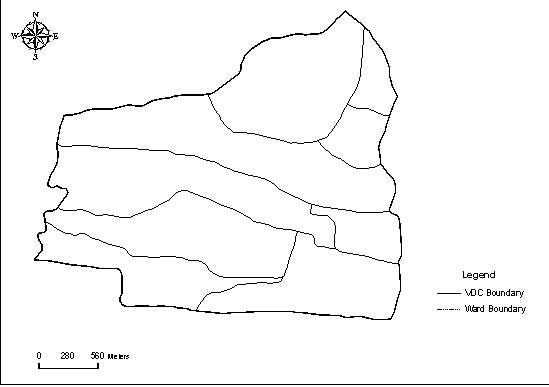 N
W E
S
Legend
VDC Boundary
Ward Boundary
0 280 560 Meters